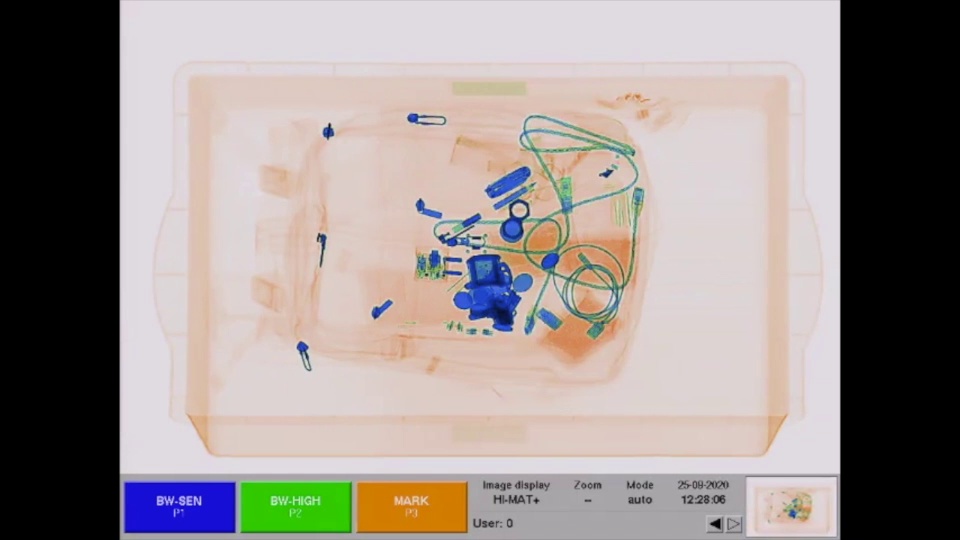 BW-SEN
P1
BW-HIGH
P2
MARK
P3
Image display
HI-MAT+
Zoom
--
Mode
auto
25-09-2020
12:28:06
User: 0